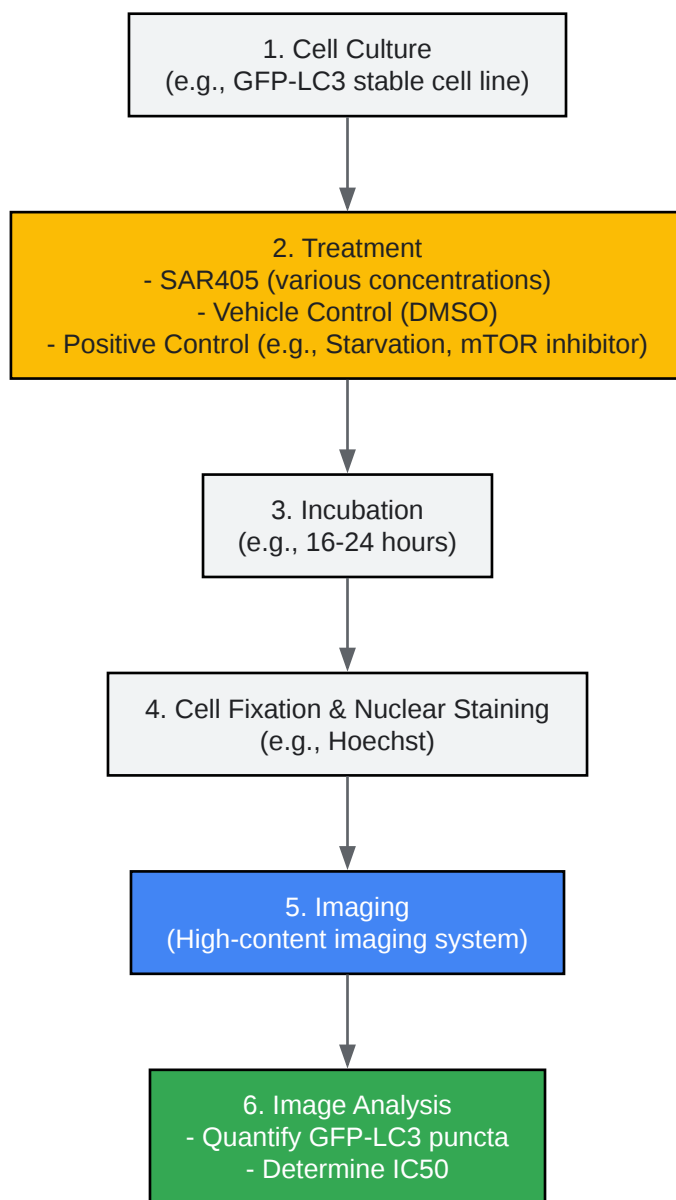 1. Cell Culture
(e.g., GFP-LC3 stable cell line)
2. Treatment
- SAR405 (various concentrations)
- Vehicle Control (DMSO)
- Positive Control (e.g., Starvation, mTOR inhibitor)
3. Incubation
(e.g., 16-24 hours)
4. Cell Fixation & Nuclear Staining
(e.g., Hoechst)
5. Imaging
(High-content imaging system)
6. Image Analysis
- Quantify GFP-LC3 puncta
- Determine IC50